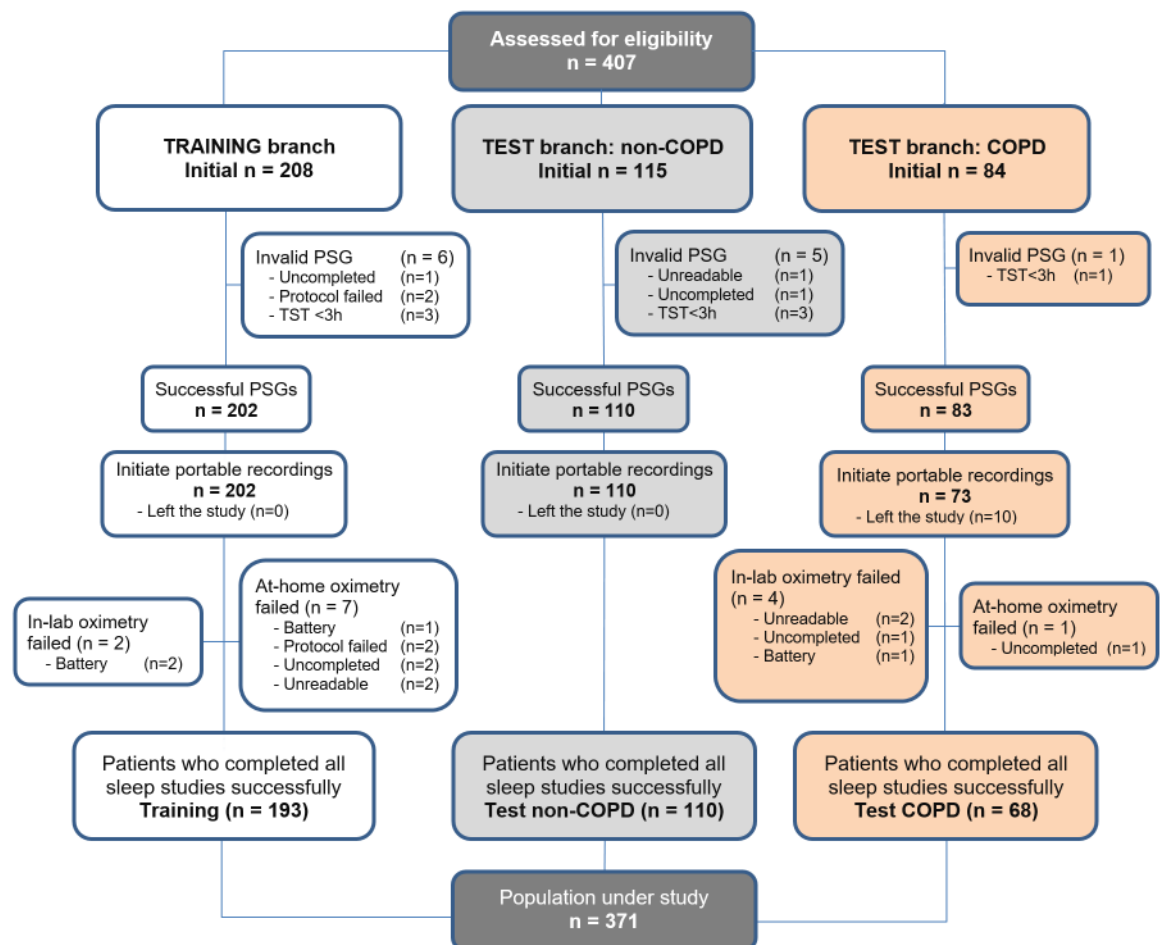 Assessed for eligibility
n = 407
TRAINING branch
Initial n = 208
TEST branch: non-COPD
Initial n = 115
TEST branch: COPD
Initial n = 84
Invalid PSG (n = 6)
- Uncompleted (n=1)
- Protocol failed (n=2)
- TST <3h (n=3)
Invalid PSG (n = 5)
- Unreadable (n=1)
- Uncompleted (n=1)
- TST<3h (n=3)
Invalid PSG (n = 1)
- TST<3h (n=1)
Successful PSGs
n = 202
Successful PSGs
n = 110
Successful PSGs
n = 83
Initiate portable recordings
n = 202
- Left the study (n=0)
Initiate portable recordings
n = 110
- Left the study (n=0)
Initiate portable recordings
n = 73
- Left the study (n=10)
In-lab oximetry
failed (n = 2)
- Battery (n=2)
At-home oximetry
failed (n = 7)
- Battery (n=1)
- Protocol failed (n=2)
- Uncompleted (n=2)
- Unreadable (n=2)
In-lab oximetry failed
(n = 4)
- Unreadable (n=2)
- Uncompleted (n=1)
- Battery (n=1)
At-home oximetry
failed (n = 1)
- Uncompleted (n=1)
Patients who completed all
sleep studies successfully
Training (n = 193)
Patients who completed all
sleep studies successfully
Test non-COPD (n = 110)
Patients who completed all
sleep studies successfully
Test COPD (n = 68)
Population under study
n = 371